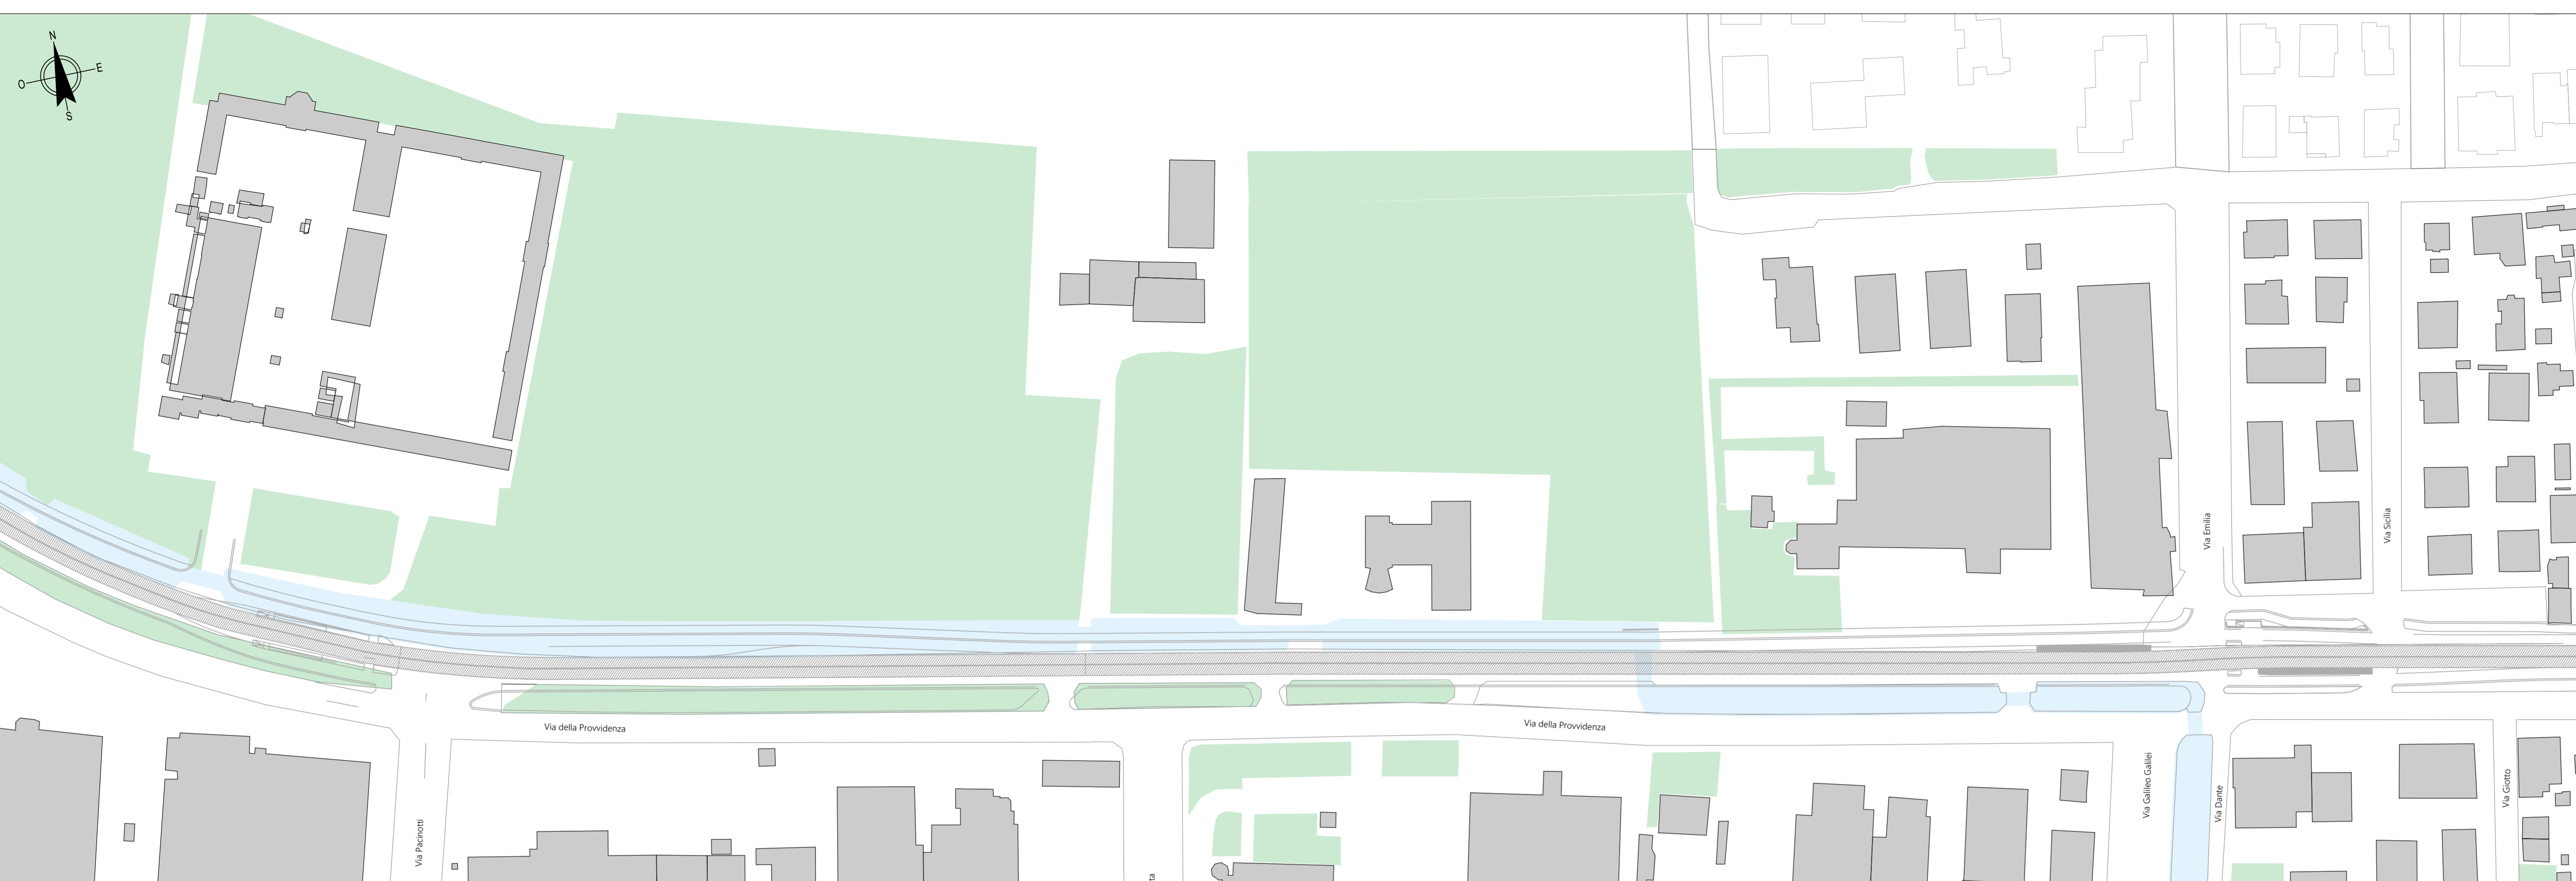 N
O
E
S
Via Emilia
Via Sicilia
Via della Provvidenza
Via della Provvidenza
Via Pacinotti
Via Galileo Galilei
Via Dante
Via Giotto
ta